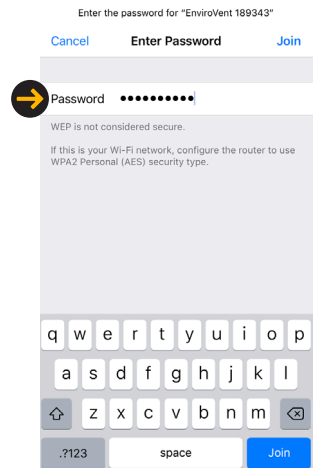 Enter the password for “EnviroVent 189343”
Cancel Enter Password Join
Password ••••••••••
WEP is not considered secure.
If this is your Wi-Fi network, configure the router to use
WPA2 Personal (AES) security type.
q w e r t y u i o p
a s d f g h j k l
z x c v b n m
.?123 space Join